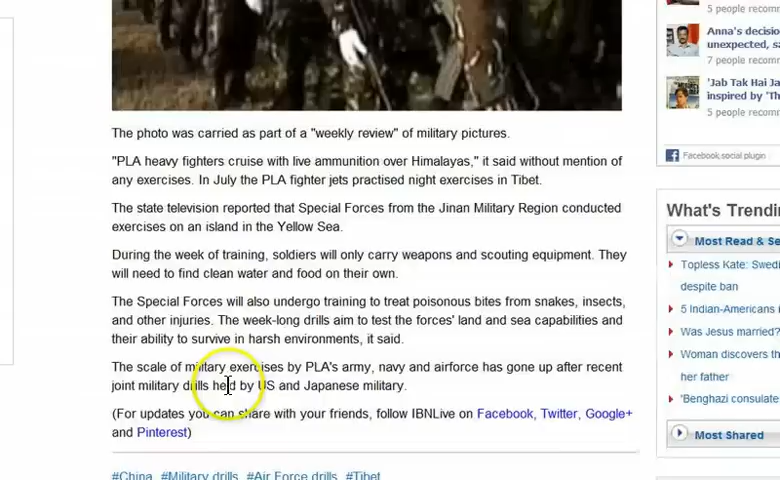 The photo was carried as part of a "weekly review" of military pictures.
"PLA heavy fighters cruise with live ammunition over Himalayas," it said without mention of
any exercises. In July the PLA fighter jets practised night exercises in Tibet.
The state television reported that Special Forces from the Jinan Military Region conducted
exercises on an island in the Yellow Sea.
During the week of training, soldiers will only carry weapons and scouting equipment. They
will need to find clean water and food on their own.
The Special Forces will also undergo training to treat poisonous bites from snakes, insects,
and other injuries. The week-long drills aim to test the forces' land and sea capabilities and
their ability to survive in harsh environments, it said.
The scale of military exercises by PLA's army, navy and airforce has gone up after recent
joint military drills held by US and Japanese military.
(For updates you can share with your friends, follow IBNLive on Facebook, Twitter, Google+
and Pinterest)
#China #Military drills #Air Force drills #Tibet
5 people recom
Anna's decisio
unexpected, sa
7 people recom
'Jab Tak Hai Ja
inspired by 'Th
5 people recom
Facebook social plugin
What's Trendi
Most Read & Se
Topless Kate: Swedi
despite ban
5 Indian-Americans i
Was Jesus married?
Woman discovers th
her father
'Benghazi consulate
Most Shared